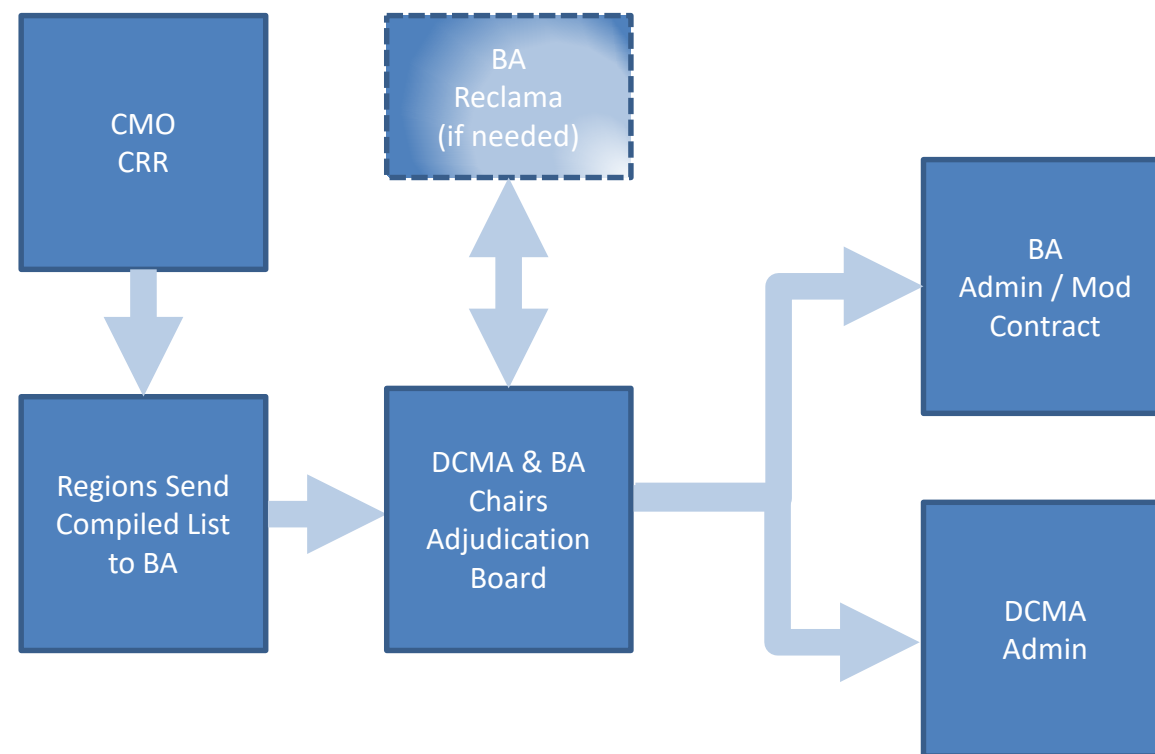 CMO
CRR
BA
Reclama
(if needed)
BA
Admin / Mod
Contract
Regions Send
Compiled List
to BA
DCMA & BA
Chairs
Adjudication
Board
DCMA
Admin